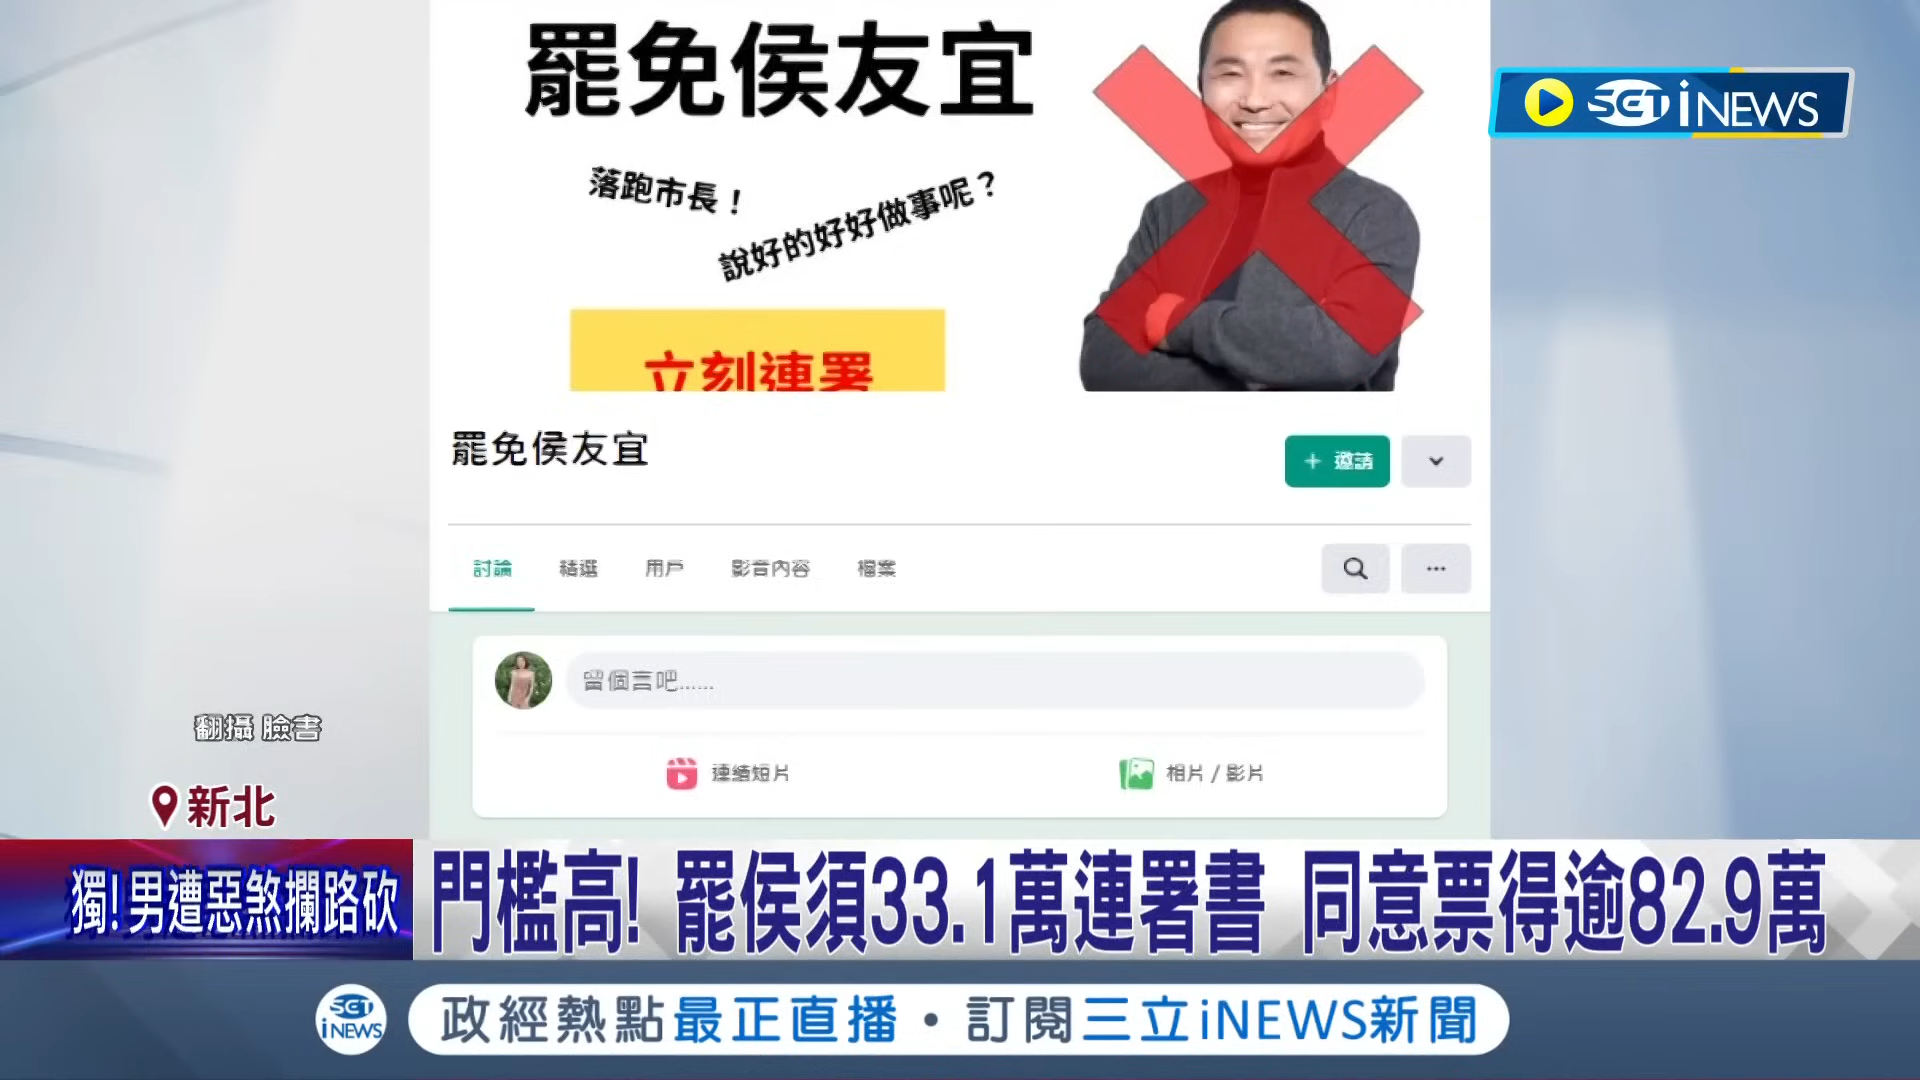 罷免侯友宜
SET iNEWS
落跑市長！
說好的好好做事呢？
立刻連署
罷免侯友宜
+ 邀請
討論 精選 用戶 影音內容 檔案
留個言吧......
連續短片 相片 / 影片
翻攝 臉書
新北
獨!男遭惡煞攔路砍
門檻高! 罷侯須33.1萬連署書 同意票得逾82.9萬
SET iNEWS
政經熱點最正直播・訂閱三立iNEWS新聞